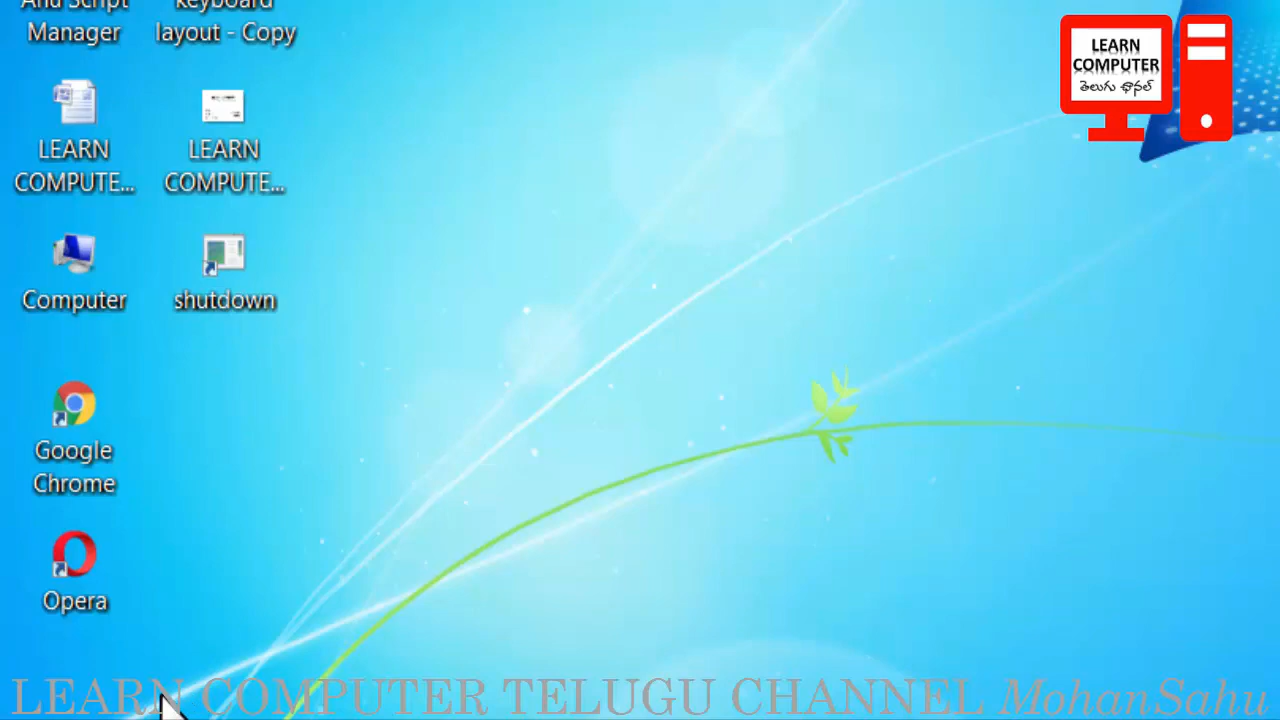 And Script
Manager
keyboard
layout - Copy
LEARN
COMPUTER
తెలుగు ఛానల్
LEARN
COMPUTE...
LEARN
COMPUTE...
Computer
shutdown
Google
Chrome
Opera
LEARN COMPUTER TELUGU CHANNEL MohanSahu